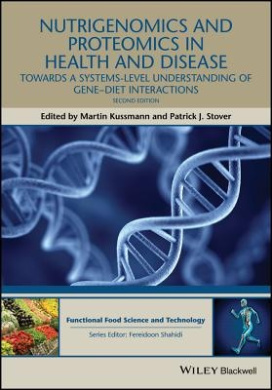 NUTRIGENOMICS AND
PROTEOMICS IN
HEALTH AND DISEASE
TOWARDS A SYSTEMS-LEVEL UNDERSTANDING OF
GENE–DIET INTERACTIONS
SECOND EDITION
Edited by Martin Kussmann and Patrick J. Stover
Functional Food Science and Technology
Series Editor: Fereidoon Shahidi
WILEY Blackwell